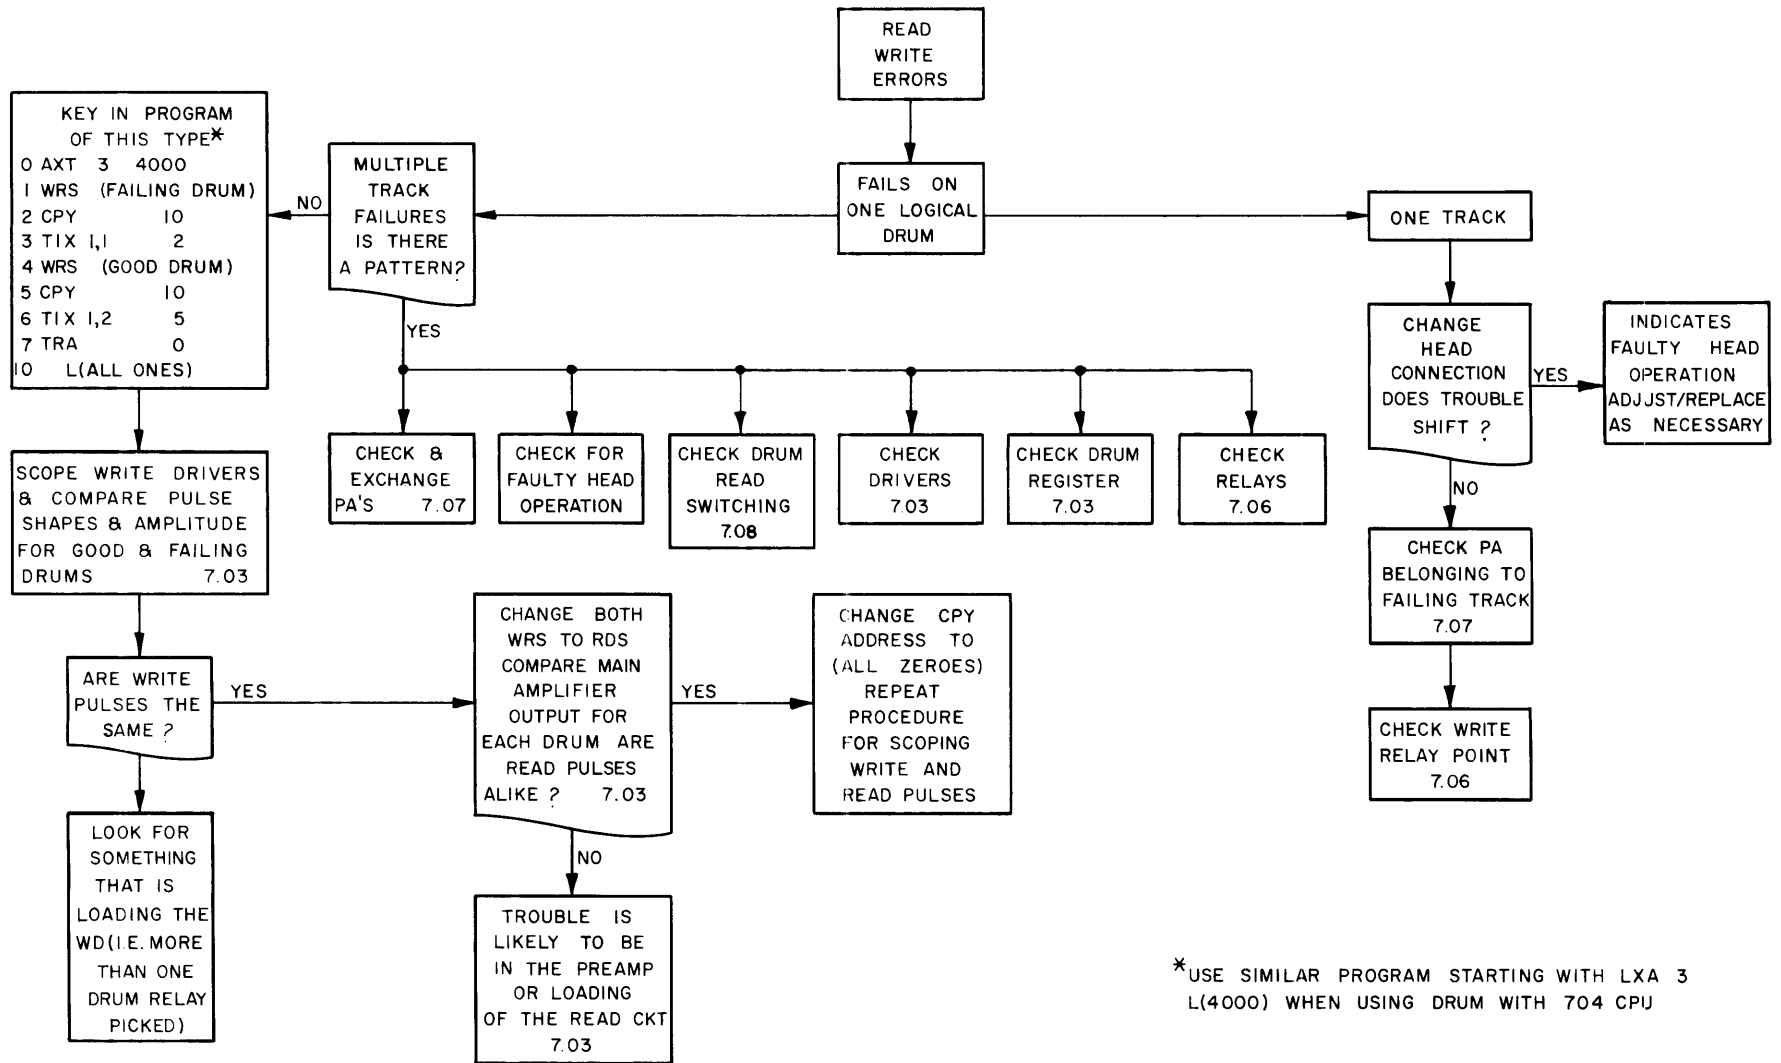 READ
WRITE
ERRORS
FAILS ON
ONE LOGICAL
DRUM
KEY IN PROGRAM
OF THIS TYPE*
0 AXT 3 4000
1 WRS (FAILING DRUM)
2 CPY 10
3 TIX 1,1 2
4 WRS (GOOD DRUM)
5 CPY 10
6 TIX 1,2 5
7 TRA 0
10 L(ALL ONES)
NO
MULTIPLE
TRACK
FAILURES
IS THERE
A PATTERN?
YES
ONE TRACK
CHANGE
HEAD
CONNECTION
DOES TROUBLE
SHIFT ?
YES
INDICATES
FAULTY HEAD
OPERATION
ADJUST/REPLACE
AS NECESSARY
NO
CHECK PA
BELONGING TO
FAILING TRACK
7.07
CHECK WRITE
RELAY POINT
7.06
CHECK &
EXCHANGE
PA'S 7.07
CHECK FOR
FAULTY HEAD
OPERATION
CHECK DRUM
READ
SWITCHING
7.08
CHECK
DRIVERS
7.03
CHECK DRUM
REGISTER
7.03
CHECK
RELAYS
7.06
SCOPE WRITE DRIVERS
& COMPARE PULSE
SHAPES & AMPLITUDE
FOR GOOD & FAILING
DRUMS 7.03
ARE WRITE
PULSES THE
SAME ?
YES
LOOK FOR
SOMETHING
THAT IS
LOADING THE
WD(I.E. MORE
THAN ONE
DRUM RELAY
PICKED)
CHANGE BOTH
WRS TO RDS
COMPARE MAIN
AMPLIFIER
OUTPUT FOR
EACH DRUM ARE
READ PULSES
ALIKE ? 7.03
YES
CHANGE CPY
ADDRESS TO
(ALL ZEROES)
REPEAT
PROCEDURE
FOR SCOPING
WRITE AND
READ PULSES
NO
TROUBLE IS
LIKELY TO BE
IN THE PREAMP
OR LOADING
OF THE READ CKT
7.03
*USE SIMILAR PROGRAM STARTING WITH LXA 3
L(4000) WHEN USING DRUM WITH 704 CPU